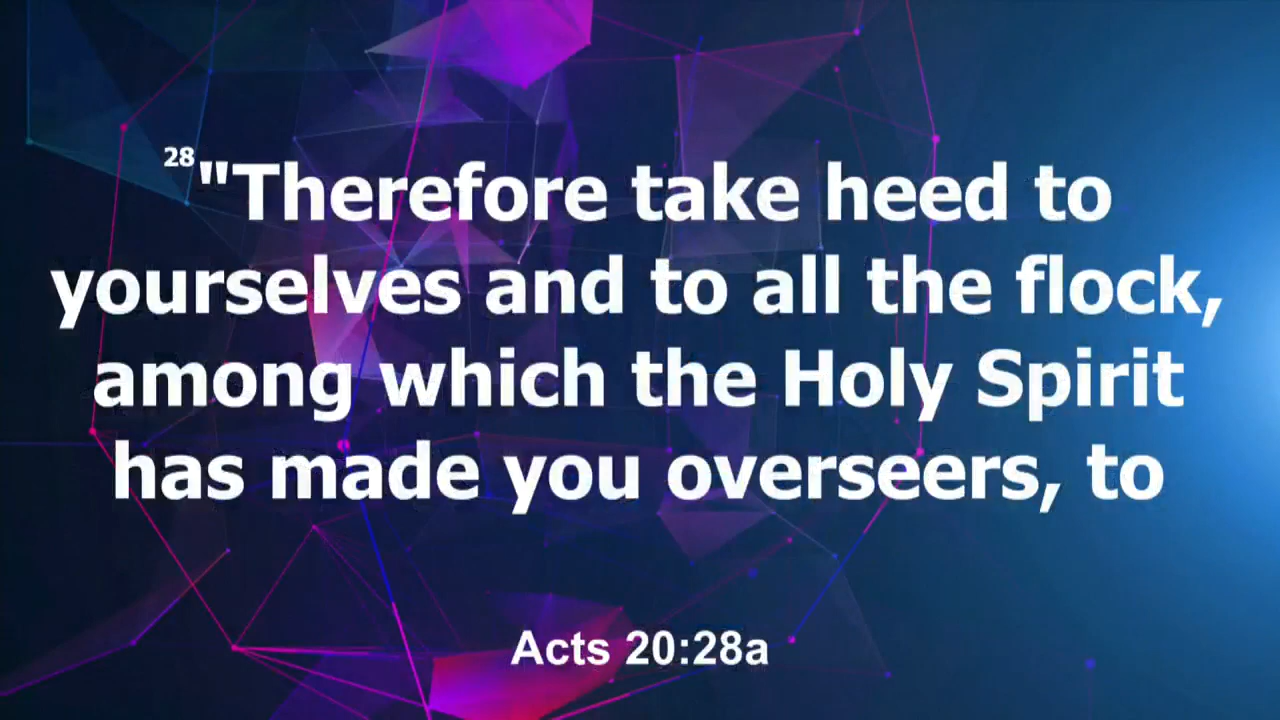 28 "Therefore take heed to
yourselves and to all the flock,
among which the Holy Spirit
has made you overseers, to
Acts 20:28a